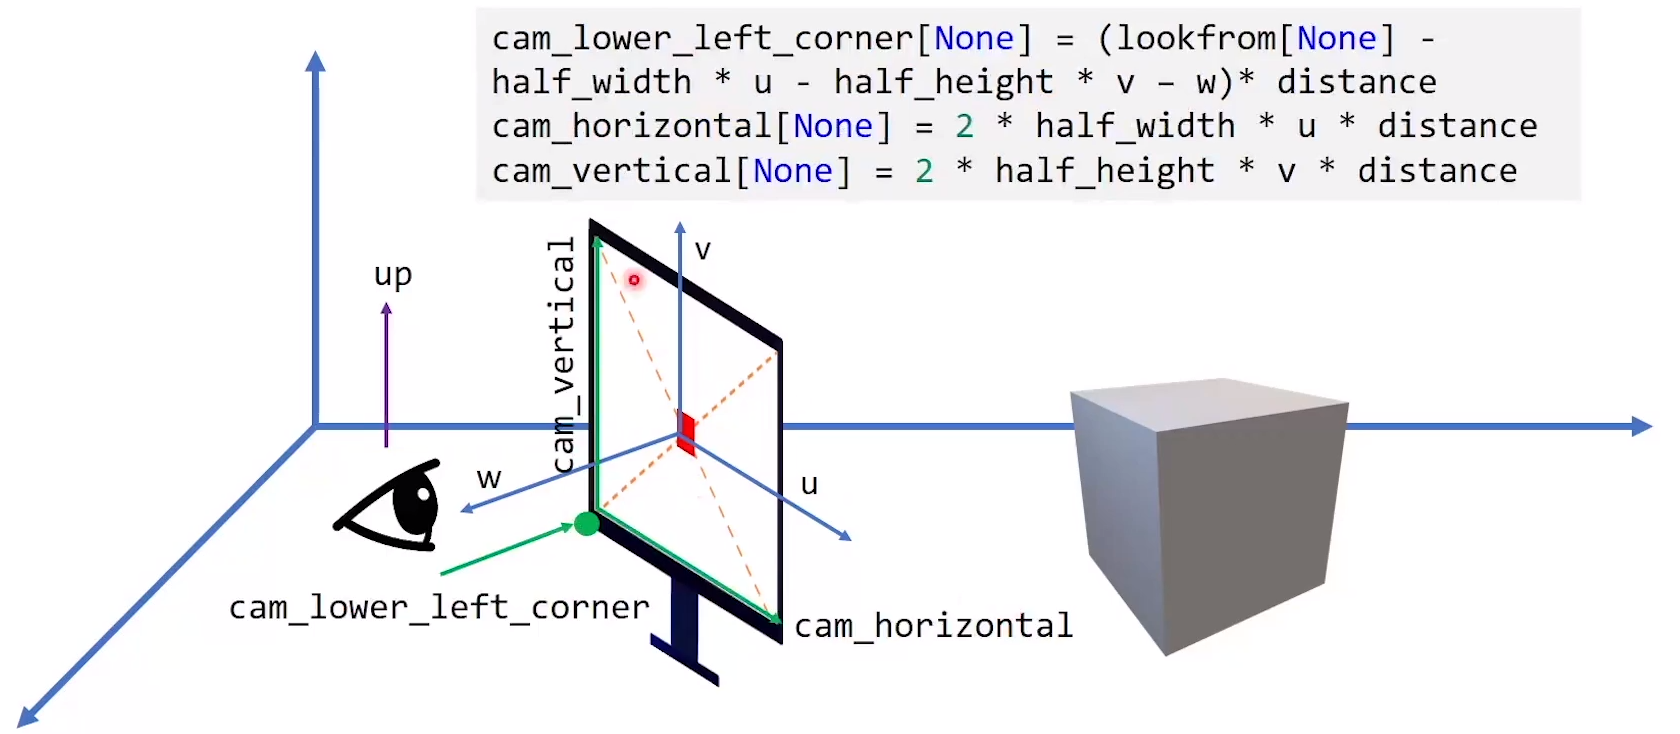 cam_lower_left_corner[None] = (lookfrom[None] -
half_width * u - half_height * v – w)* distance
cam_horizontal[None] = 2 * half_width * u * distance
cam_vertical[None] = 2 * half_height * v * distance
up
cam_vertical
v
w
u
cam_lower_left_corner
cam_horizontal